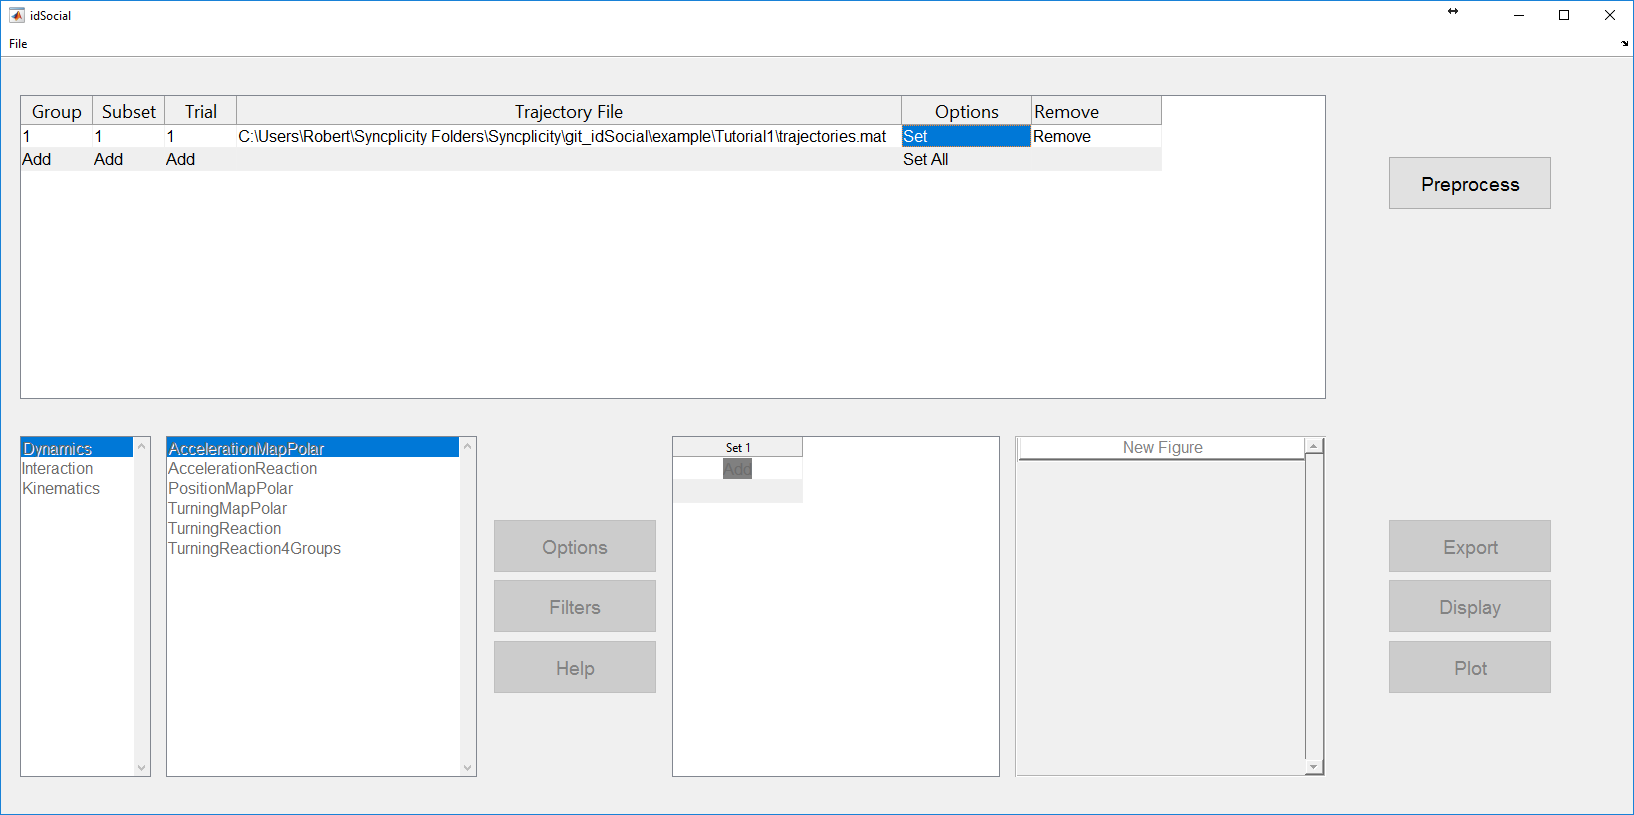 idSocial
File
Group Subset Trial Trajectory File Options Remove
1 1 1 C:\Users\Robert\Syncplicity Folders\Syncplicity\git_idSocial\example\Tutorial1\trajectories.mat Set Remove
Add Add Add Set All
Preprocess
Dynamics
Interaction
Kinematics
AccelerationMapPolar
AccelerationReaction
PositionMapPolar
TurningMapPolar
TurningReaction
TurningReaction4Groups
Options
Filters
Help
Set 1
Add
New Figure
Export
Display
Plot